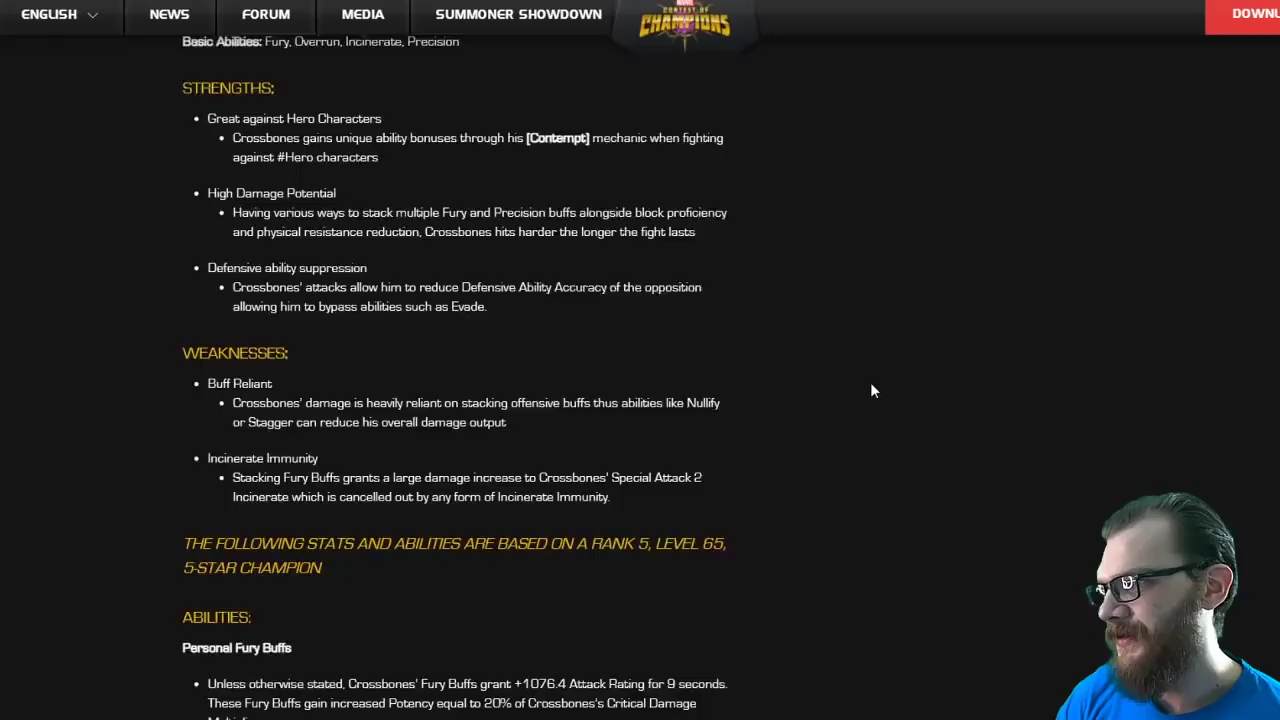 ENGLISH NEWS FORUM MEDIA SUMMONER SHOWDOWN MARVEL CONTEST OF CHAMPIONS DOWNL
Basic Abilities: Fury, Overrun, Incinerate, Precision
STRENGTHS:
• Great against Hero Characters
• Crossbones gains unique ability bonuses through his [Contempt] mechanic when fighting
against #Hero characters
• High Damage Potential
• Having various ways to stack multiple Fury and Precision buffs alongside block proficiency
and physical resistance reduction, Crossbones hits harder the longer the fight lasts
• Defensive ability suppression
• Crossbones' attacks allow him to reduce Defensive Ability Accuracy of the opposition
allowing him to bypass abilities such as Evade.
WEAKNESSES:
• Buff Reliant
• Crossbones' damage is heavily reliant on stacking offensive buffs thus abilities like Nullify
or Stagger can reduce his overall damage output
• Incinerate Immunity
• Stacking Fury Buffs grants a large damage increase to Crossbones' Special Attack 2
Incinerate which is cancelled out by any form of Incinerate Immunity.
THE FOLLOWING STATS AND ABILITIES ARE BASED ON A RANK 5, LEVEL 65,
5-STAR CHAMPION
ABILITIES:
Personal Fury Buffs
• Unless otherwise stated, Crossbones' Fury Buffs grant +1076.4 Attack Rating for 9 seconds.
These Fury Buffs gain increased Potency equal to 20% of Crossbones's Critical Damage